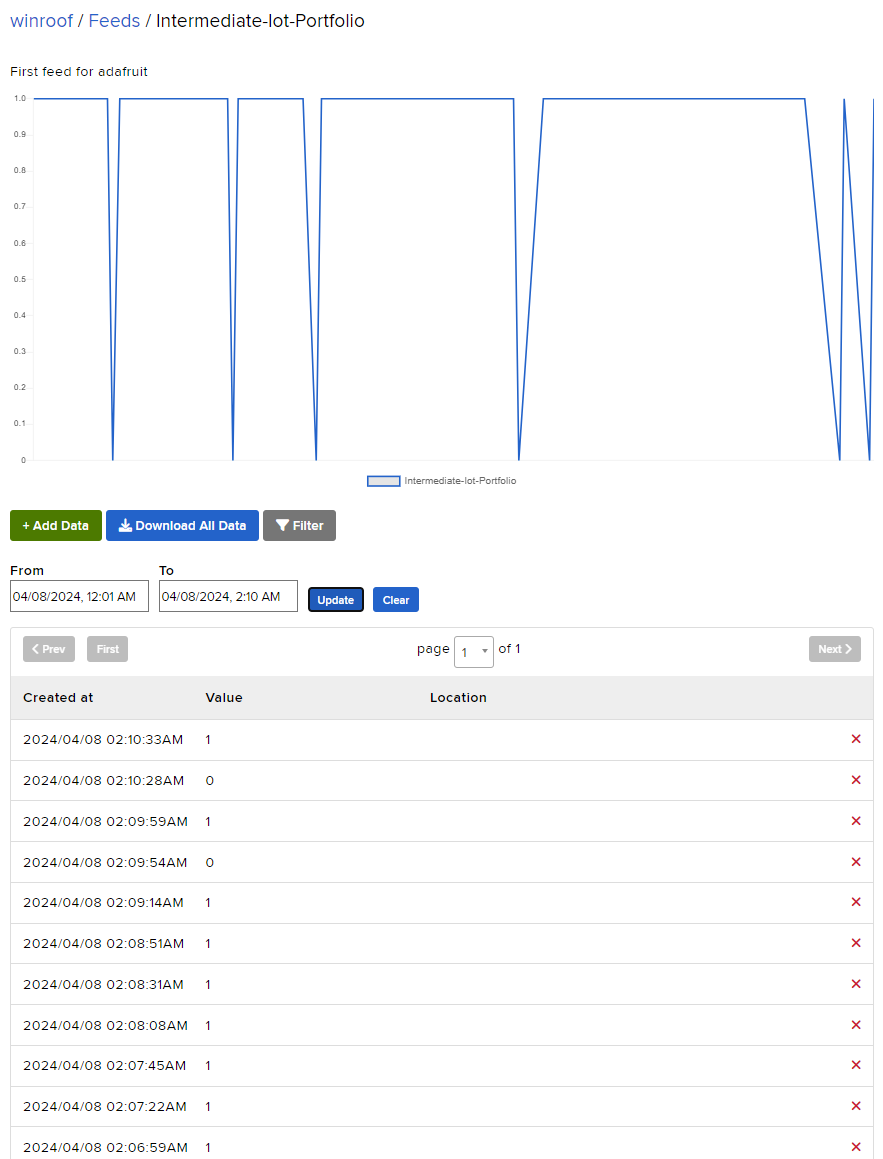 winroof / Feeds / Intermediate-Iot-Portfolio
First feed for adafruit
1.0
0.9
0.8
0.7
0.6
0.5
0.4
0.3
0.2
0.1
0
Intermediate-Iot-Portfolio
+ Add Data Download All Data Filter
From To
04/08/2024, 12:01 AM 04/08/2024, 2:10 AM Update Clear
Prev First page 1 of 1 Next
Created at Value Location
2024/04/08 02:10:33AM 1
2024/04/08 02:10:28AM 0
2024/04/08 02:09:59AM 1
2024/04/08 02:09:54AM 0
2024/04/08 02:09:14AM 1
2024/04/08 02:08:51AM 1
2024/04/08 02:08:31AM 1
2024/04/08 02:08:08AM 1
2024/04/08 02:07:45AM 1
2024/04/08 02:07:22AM 1
2024/04/08 02:06:59AM 1